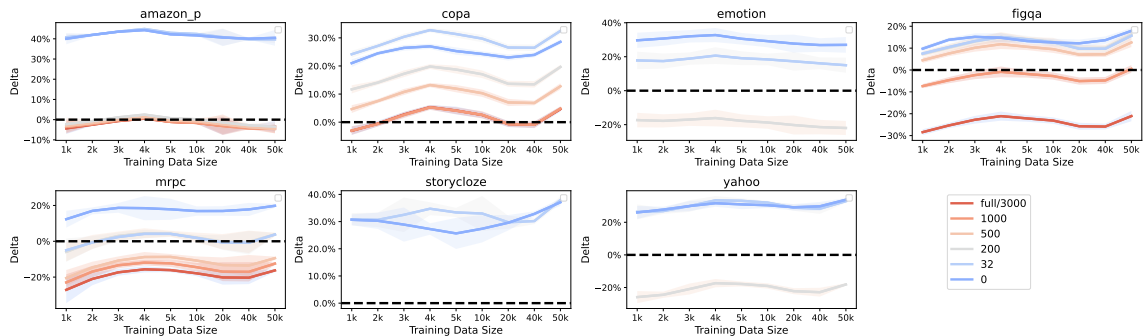 amazon_p
40%
30%
20%
10%
0%
−10%
Delta
1k 2k 3k 4k 5k 10k 20k 40k 50k
Training Data Size
copa
30.0%
20.0%
10.0%
0.0%
Delta
1k 2k 3k 4k 5k 10k 20k 40k 50k
Training Data Size
emotion
40%
20%
0%
−20%
Delta
1k 2k 3k 4k 5k 10k 20k 40k 50k
Training Data Size
figqa
20%
10%
0%
−10%
−20%
−30%
Delta
1k 2k 3k 4k 5k 10k 20k 40k 50k
Training Data Size
mrpc
20%
0%
−20%
Delta
1k 2k 3k 4k 5k 10k 20k 40k 50k
Training Data Size
storycloze
40.0%
30.0%
20.0%
10.0%
0.0%
Delta
1k 2k 3k 4k 5k 10k 20k 40k 50k
Training Data Size
yahoo
20%
0%
−20%
Delta
1k 2k 3k 4k 5k 10k 20k 40k 50k
Training Data Size
full/3000
1000
500
200
32
0